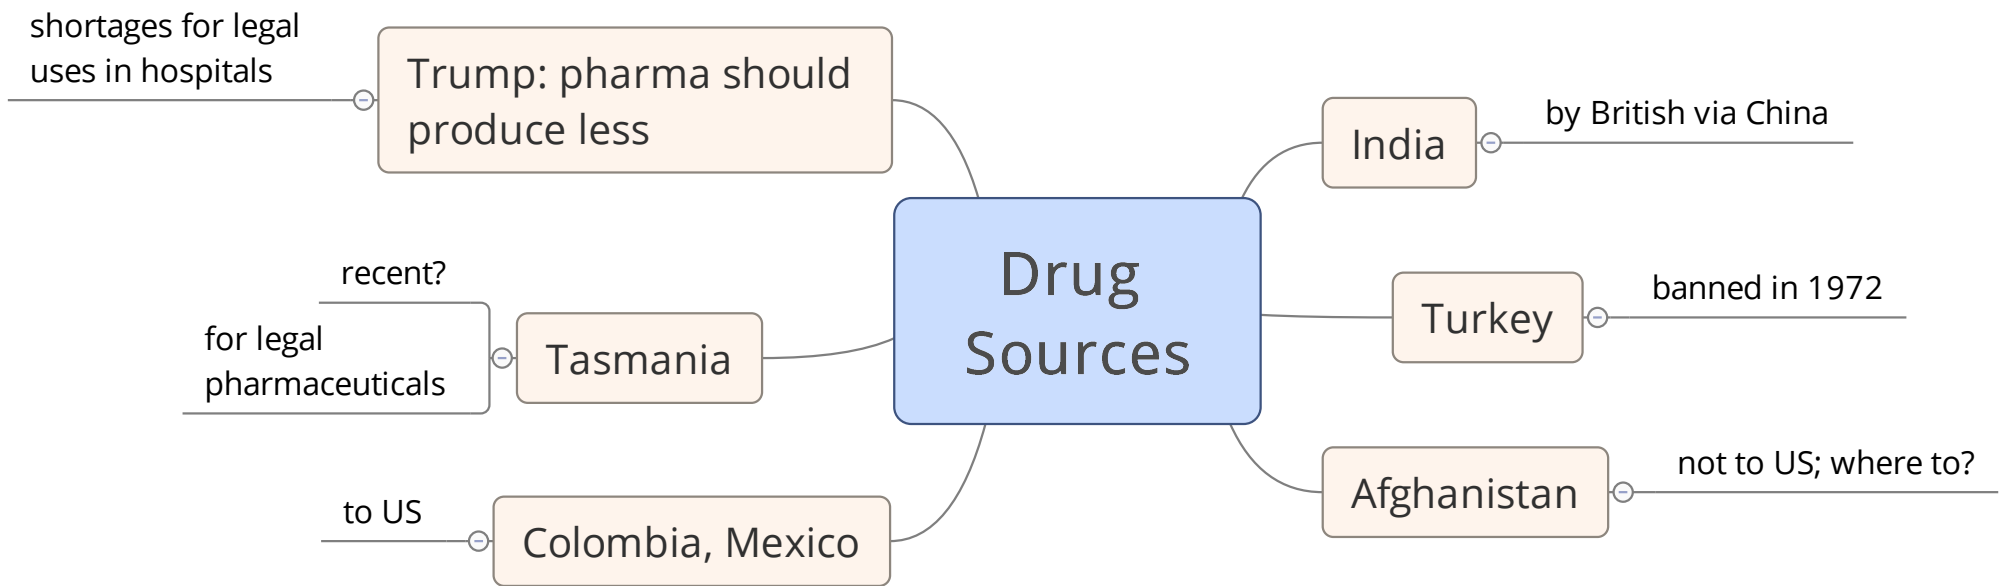 Drug
Sources
Trump: pharma should
produce less
shortages for legal
uses in hospitals
Tasmania
recent?
for legal
pharmaceuticals
Colombia, Mexico
to US
India
by British via China
Turkey
banned in 1972
Afghanistan
not to US; where to?